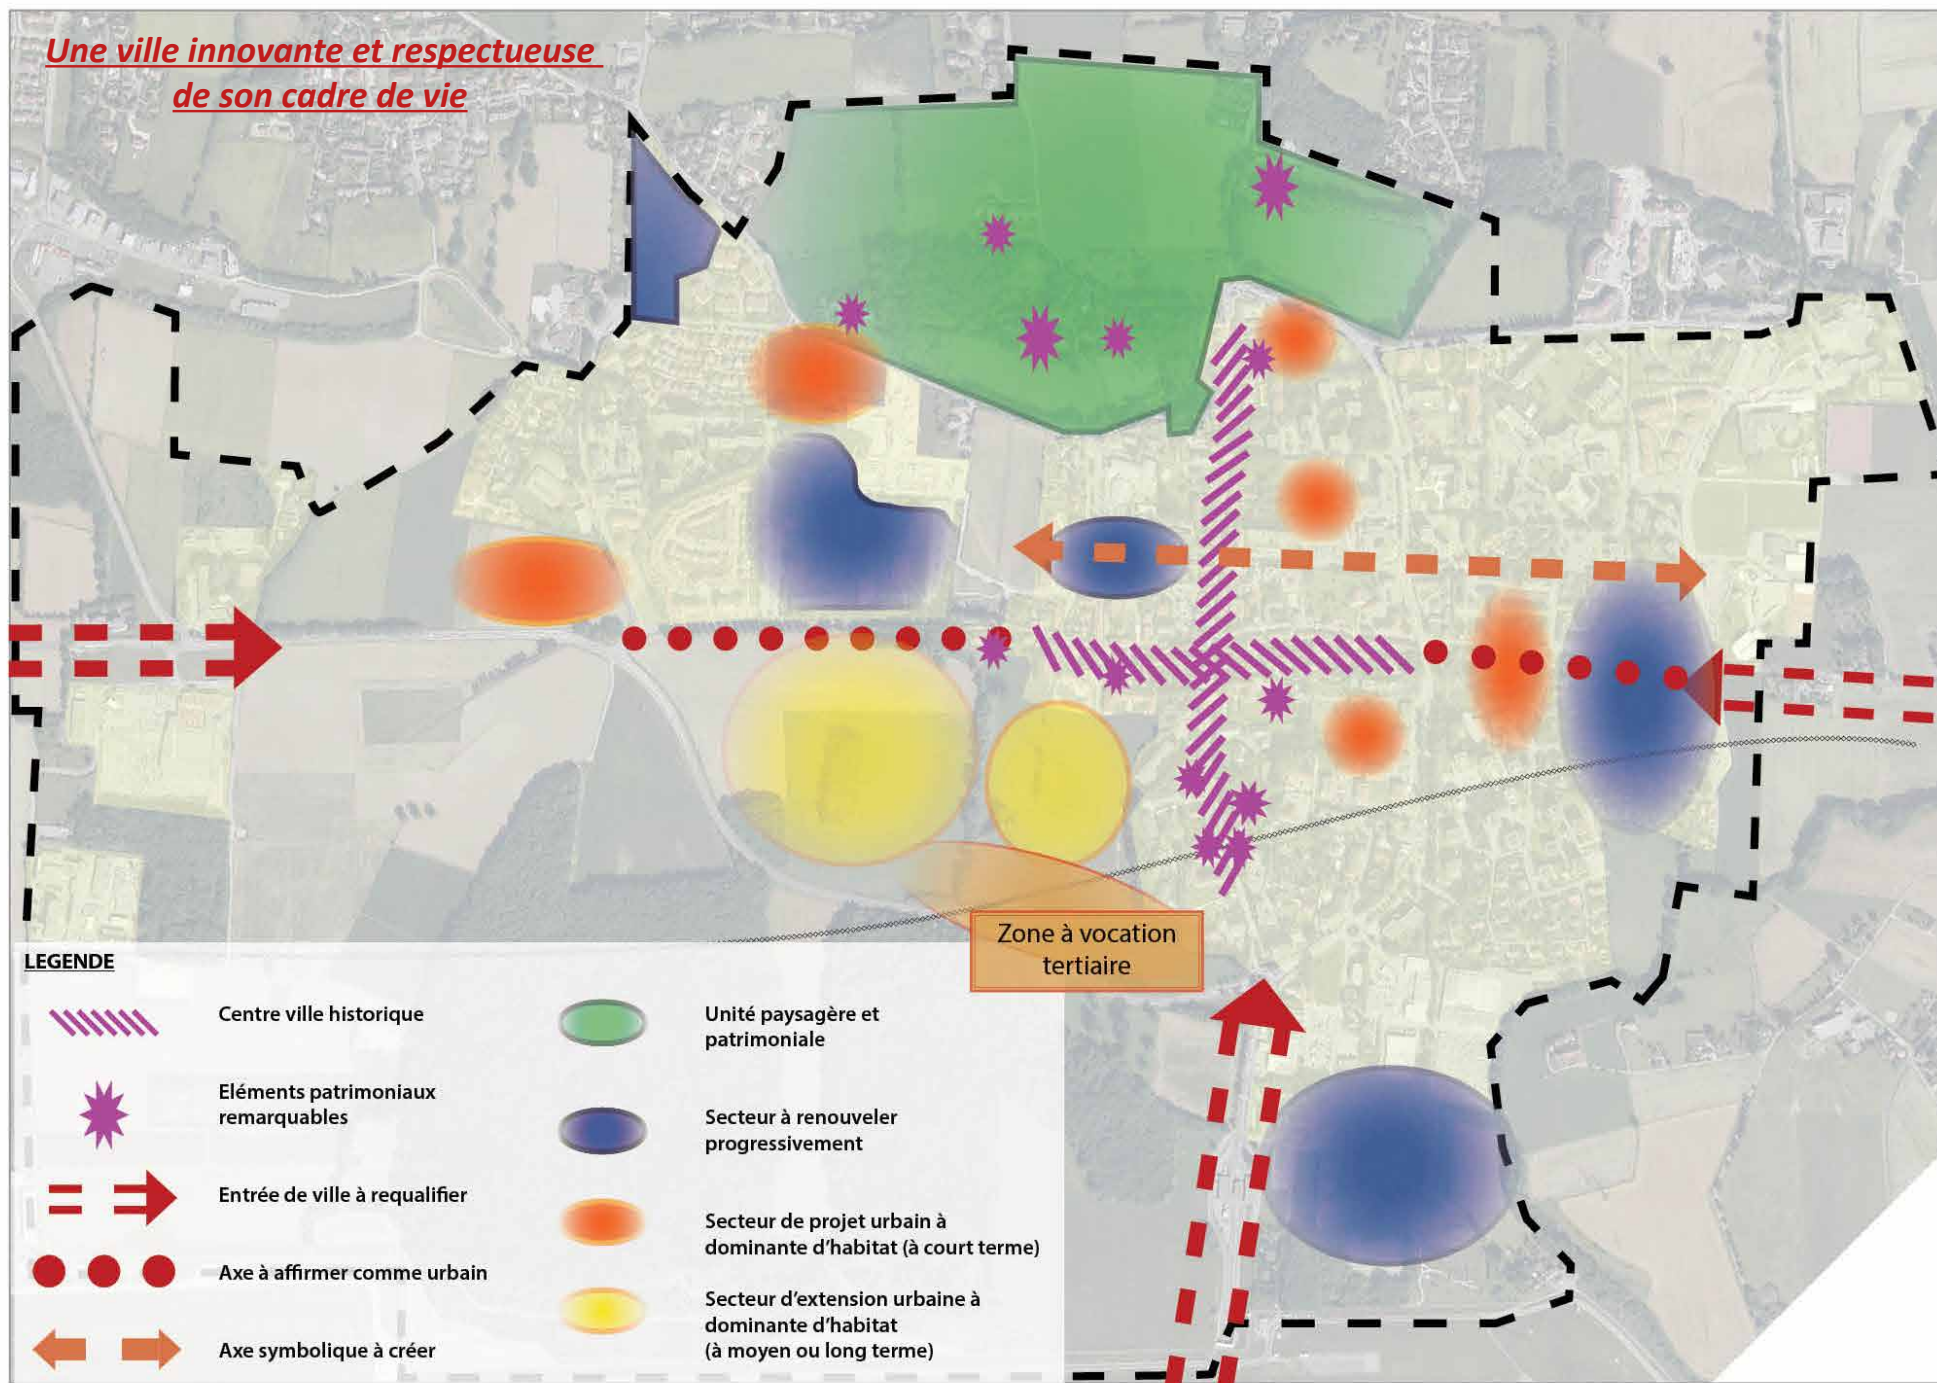 Une ville innovante et respectueuse
de son cadre de vie
Zone à vocation
tertiaire
LEGENDE
Centre ville historique
Eléments patrimoniaux
remarquables
Entrée de ville à requalifier
Axe à affirmer comme urbain
Axe symbolique à créer
Unité paysagère et
patrimoniale
Secteur à renouveler
progressivement
Secteur de projet urbain à
dominante d'habitat (à court terme)
Secteur d'extension urbaine à
dominante d'habitat
(à moyen ou long terme)